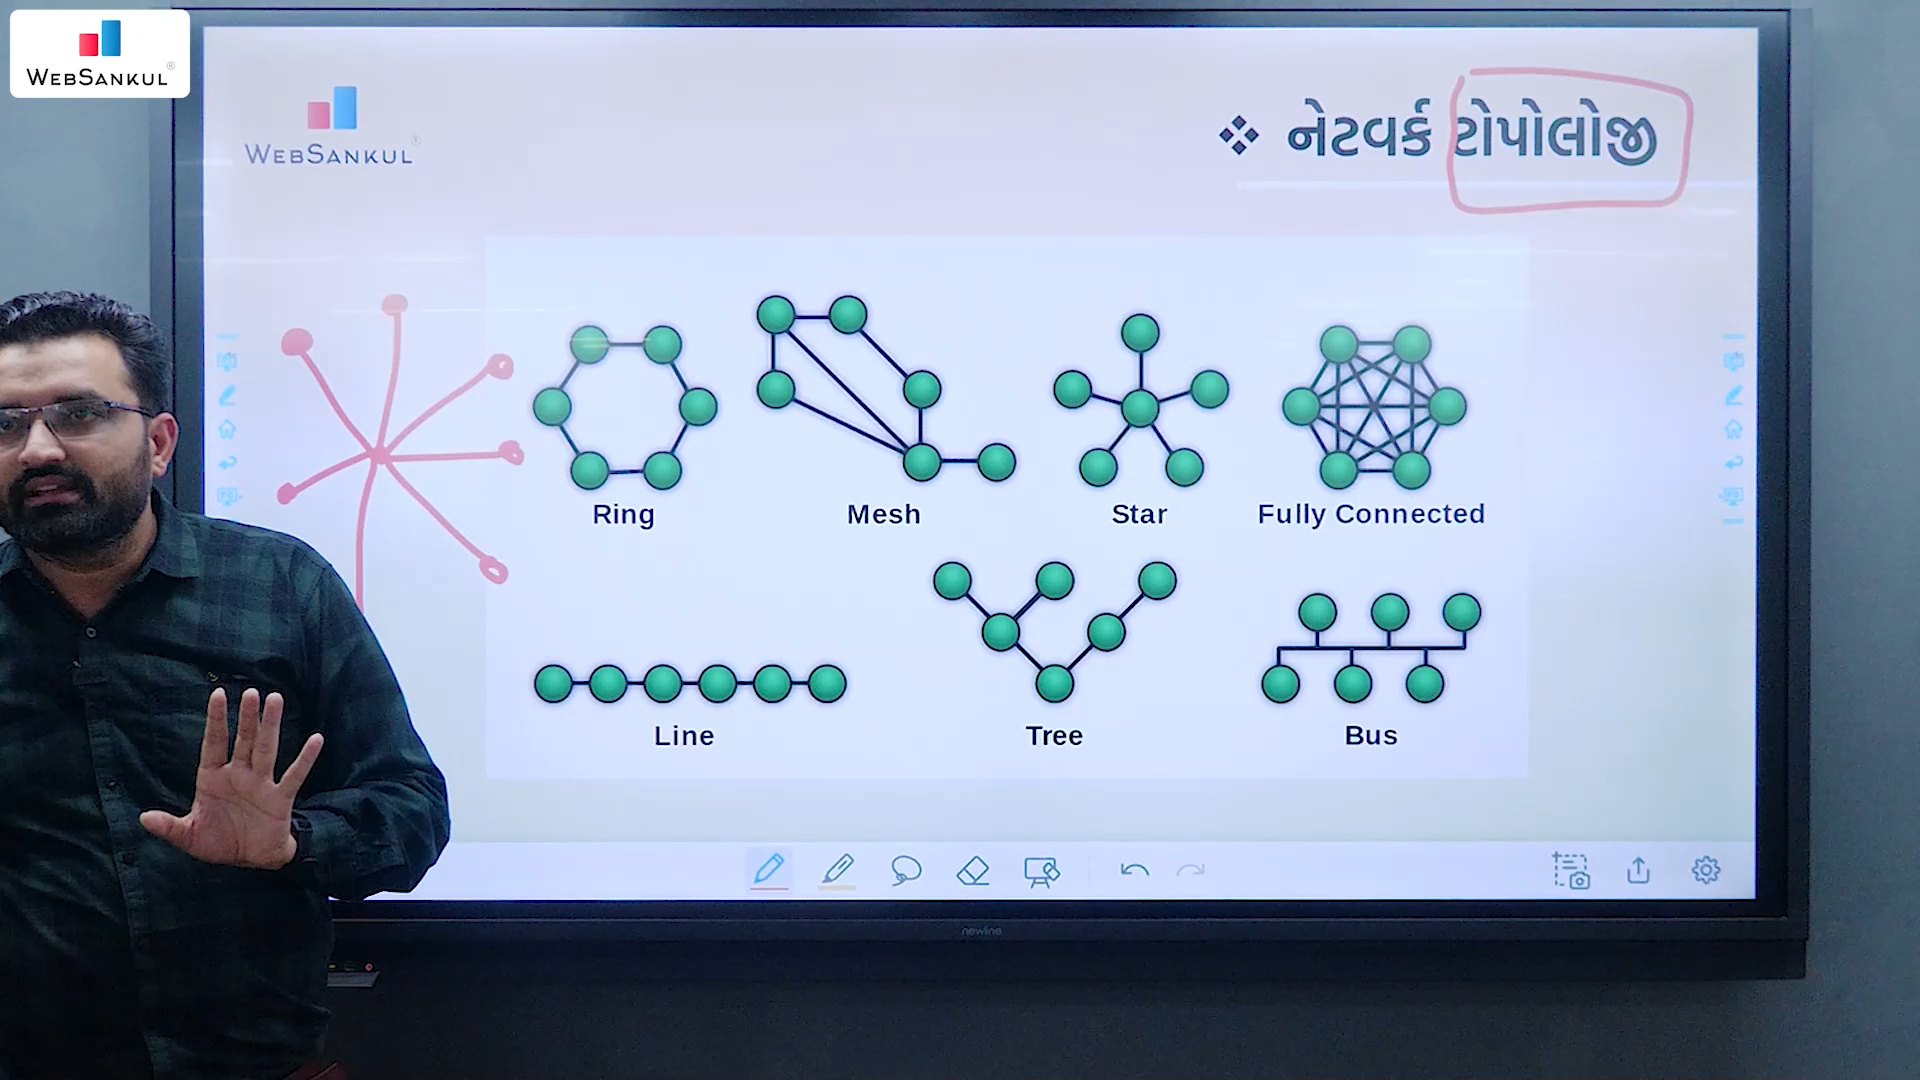 WEBSANKUL
WEBSANKUL
❖ નેટવર્ક ટોપોલોજી
Ring
Mesh
Star
Fully Connected
Line
Tree
Bus
newline